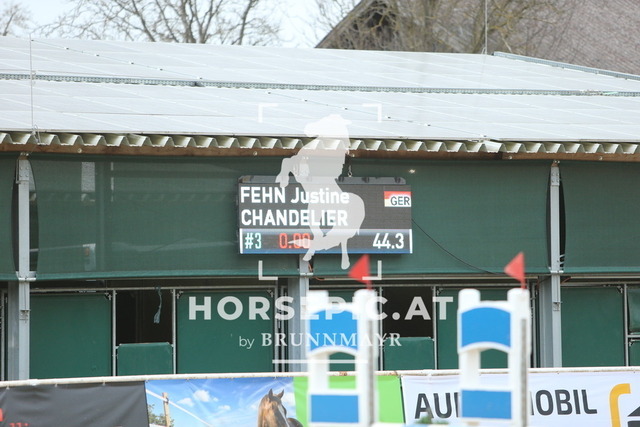 FEHN Justine
GER
CHANDELIER
#3 0.00 44.3
HORSEPIC.AT
by BRUNNMAYR
AUTOMOBIL